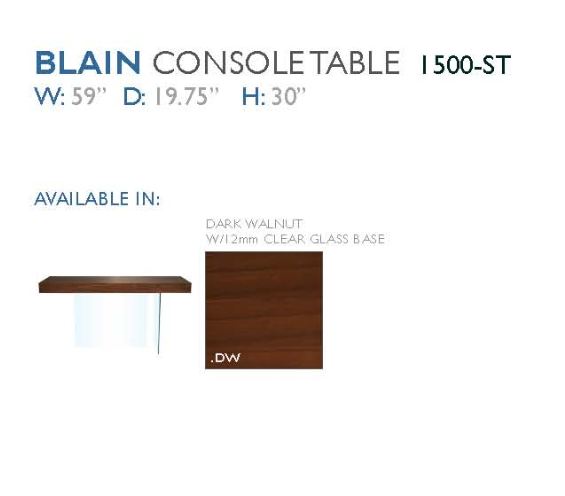 BLAIN CONSOLE TABLE 1500-ST
W: 59” D: 19.75” H: 30”
AVAILABLE IN:
DARK WALNUT
W/12mm CLEAR GLASS BASE
.DW